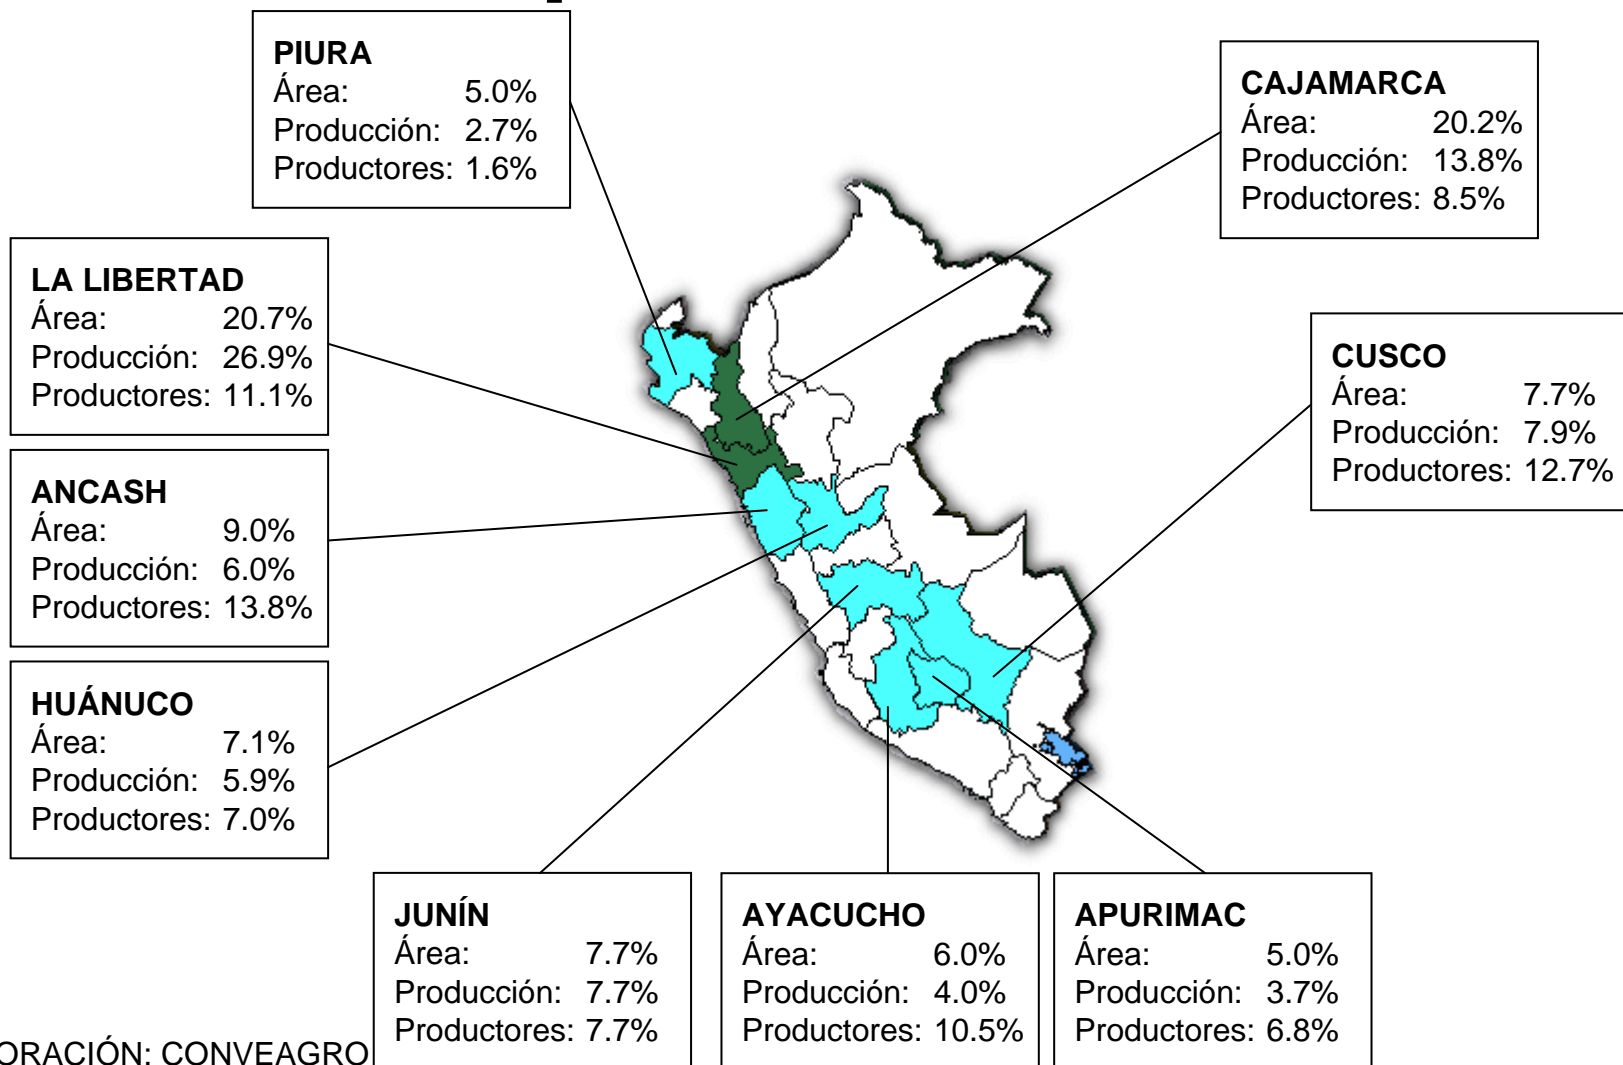 PIURA
Área: 5.0%
Producción: 2.7%
Productores: 1.6%
CAJAMARCA
Área: 20.2%
Producción: 13.8%
Productores: 8.5%
LA LIBERTAD
Área: 20.7%
Producción: 26.9%
Productores: 11.1%
CUSCO
Área: 7.7%
Producción: 7.9%
Productores: 12.7%
ANCASH
Área: 9.0%
Producción: 6.0%
Productores: 13.8%
HUÁNUCO
Área: 7.1%
Producción: 5.9%
Productores: 7.0%
JUNÍN
Área: 7.7%
Producción: 7.7%
Productores: 7.7%
AYACUCHO
Área: 6.0%
Producción: 4.0%
Productores: 10.5%
APURIMAC
Área: 5.0%
Producción: 3.7%
Productores: 6.8%
ORACIÓN: CONVEAGRO